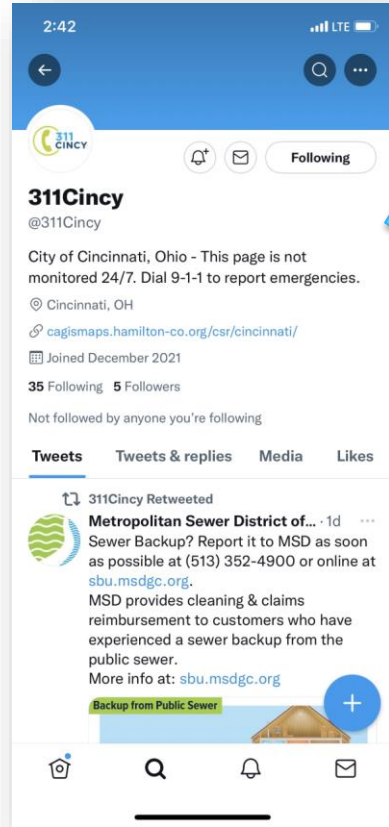 2:42
LTE
311
CINCY
Following
311Cincy
@311Cincy
City of Cincinnati, Ohio - This page is not
monitored 24/7. Dial 9-1-1 to report emergencies.
Cincinnati, OH
cagismaps.hamilton-co.org/csr/cincinnati/
Joined December 2021
35 Following 5 Followers
Not followed by anyone you're following
Tweets Tweets & replies Media Likes
311Cincy Retweeted
Metropolitan Sewer District of... · 1d ...
Sewer Backup? Report it to MSD as soon
as possible at (513) 352-4900 or online at
sbu.msdgc.org.
MSD provides cleaning & claims
reimbursement to customers who have
experienced a sewer backup from the
public sewer.
More info at: sbu.msdgc.org
Backup from Public Sewer